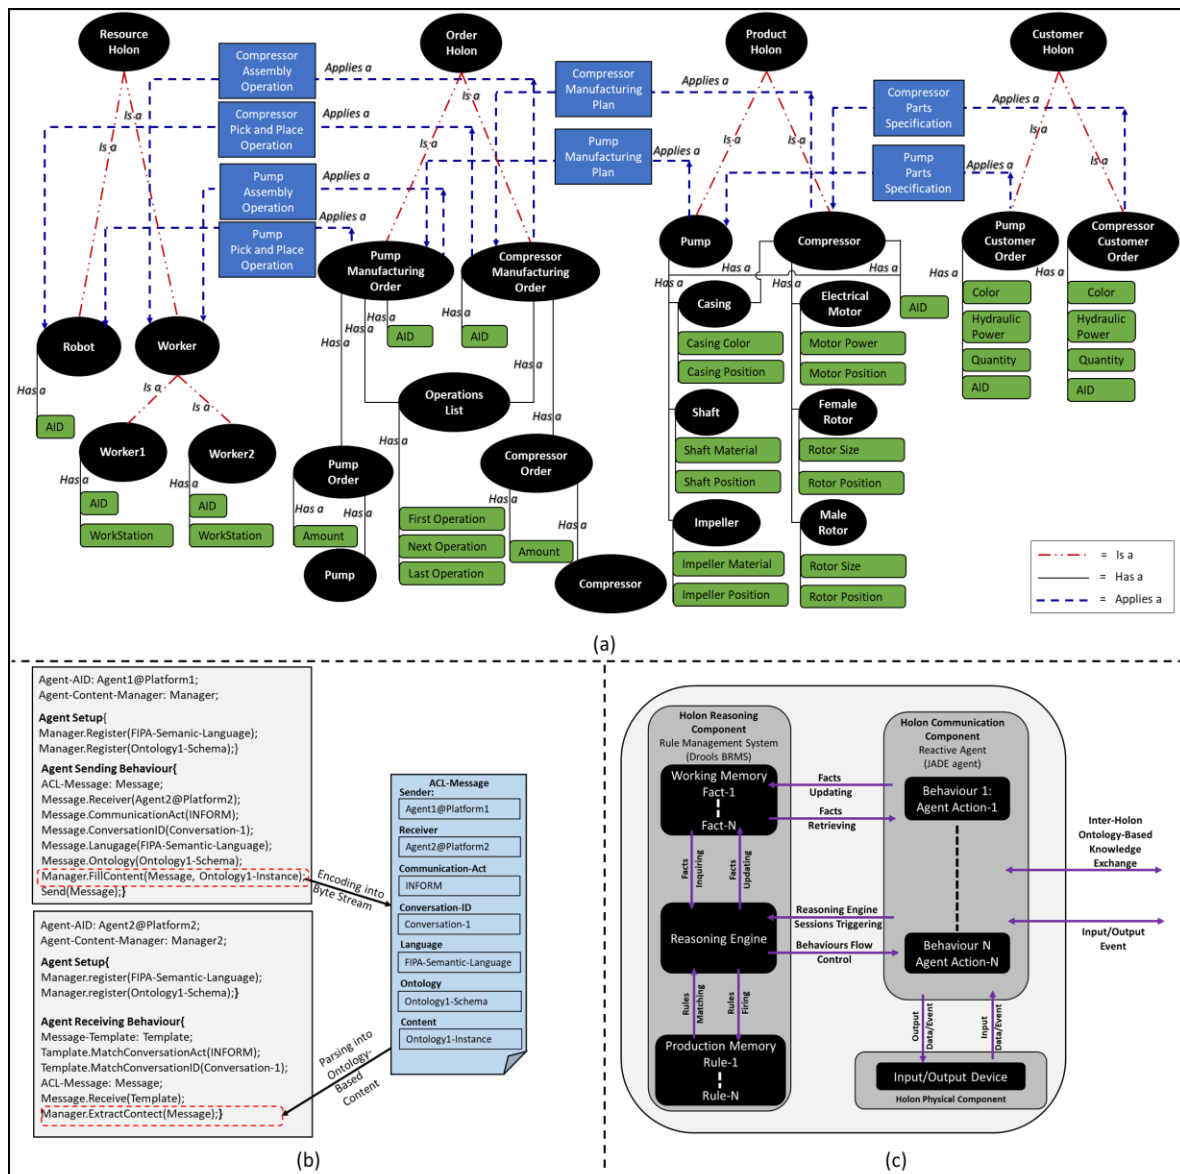 Resource
Holon
Order
Holon
Product
Holon
Customer
Holon
Compressor
Assembly
Operation
Applies a
Compressor
Manufacturing
Plan
Applies a
Compressor
Parts
Specification
Applies a
Compressor
Pick and Place
Operation
Applies a
Is a
Is a
Is a
Is a
Is a
Is a
Is a
Is a
Pump
Manufacturing
Plan
Applies a
Pump
Parts
Specification
Applies a
Pump
Assembly
Operation
Applies a
Pump
Pick and Place
Operation
Applies a
Pump
Manufacturing
Order
Compressor
Manufacturing
Order
Pump
Compressor
Pump
Customer
Order
Compressor
Customer
Order
Has a
Has a
Has a
Has a
Has a
Has a
Has a
Has a
Has a
Has a
Robot
Worker
AID
AID
Casing
Electrical
Motor
AID
Color
Hydraulic
Power
Quantity
AID
Color
Hydraulic
Power
Quantity
AID
Casing Color
Casing Position
Motor Power
Motor Position
Has a
Is a
Is a
AID
Operations
List
Has a
Has a
Shaft
Female
Rotor
Worker1
Worker2
Has a
Has a
Pump
Order
Compressor
Order
Shaft Material
Shaft Position
Rotor Size
Rotor Position
AID
WorkStation
AID
WorkStation
Has a
Has a
Has a
Has a
Amount
Pump
First Operation
Next Operation
Last Operation
Amount
Compressor
Impeller
Male
Rotor
Impeller Material
Impeller Position
Rotor Size
Rotor Position
= Is a
= Has a
= Applies a
(a)
Agent-AID: Agent1@Platform1;
Agent-Content-Manager: Manager;
Agent Setup{
Manager.Register(FIPA-Semanic-Language);
Manager.Register(Ontology1-Schema);}
Agent Sending Behaviour{
ACL-Message: Message;
Message.Receiver(Agent2@Platform2);
Message.CommunicationAct(INFORM);
Message.ConversationID(Conversation-1);
Message.Lanugage(FIPA-Semantic-Language);
Message.Ontology(Ontology1-Schema);
Manager.FillContent(Message, Ontology1-Instance);
Send(Message);}
Encoding into
Byte Stream
Agent-AID: Agent2@Platform2;
Agent-Content-Manager: Manager2;
Agent Setup{
Manager.register(FIPA-Semantic-Language);
Manager.register(Ontology1-Schema);}
Agent Receiving Behaviour{
Message-Template: Template;
Tamplate.MatchConversationAct(INFORM);
Template.MatchConversationID(Conversation-1);
ACL-Message: Message;
Message.Receive(Template);
Manager.ExtractContect(Message);}
Parsing into
Ontology-
Based
Content
ACL-Message
Sender:
Agent1@Platform1
Receiver
Agent2@Platform2
Communication-Act
INFORM
Conversation-ID
Conversation-1
Language
FIPA-Semantic-Language
Ontology
Ontology1-Schema
Content
Ontology1-Instance
(b)
Holon Reasoning
Component
Rule Management System
(Drools BRMS)
Working Memory
Fact-1
Fact-N
Facts
Inquiring
Facts
Updating
Reasoning Engine
Rules
Matching
Rules
Firing
Production Memory
Rule-1
Rule-N
Facts
Updating
Facts
Retrieving
Reasoning Engine
Sessions Triggering
Behaviours Flow
Control
Holon Communication
Component
Reactive Agent
(JADE agent)
Behaviour 1:
Agent Action-1
Behaviour N
Agent Action-N
Output
Data/Event
Input
Data/Event
Input/Output Device
Holon Physical Component
Inter-Holon
Ontology-Based
Knowledge
Exchange
Input/Output
Event
(c)